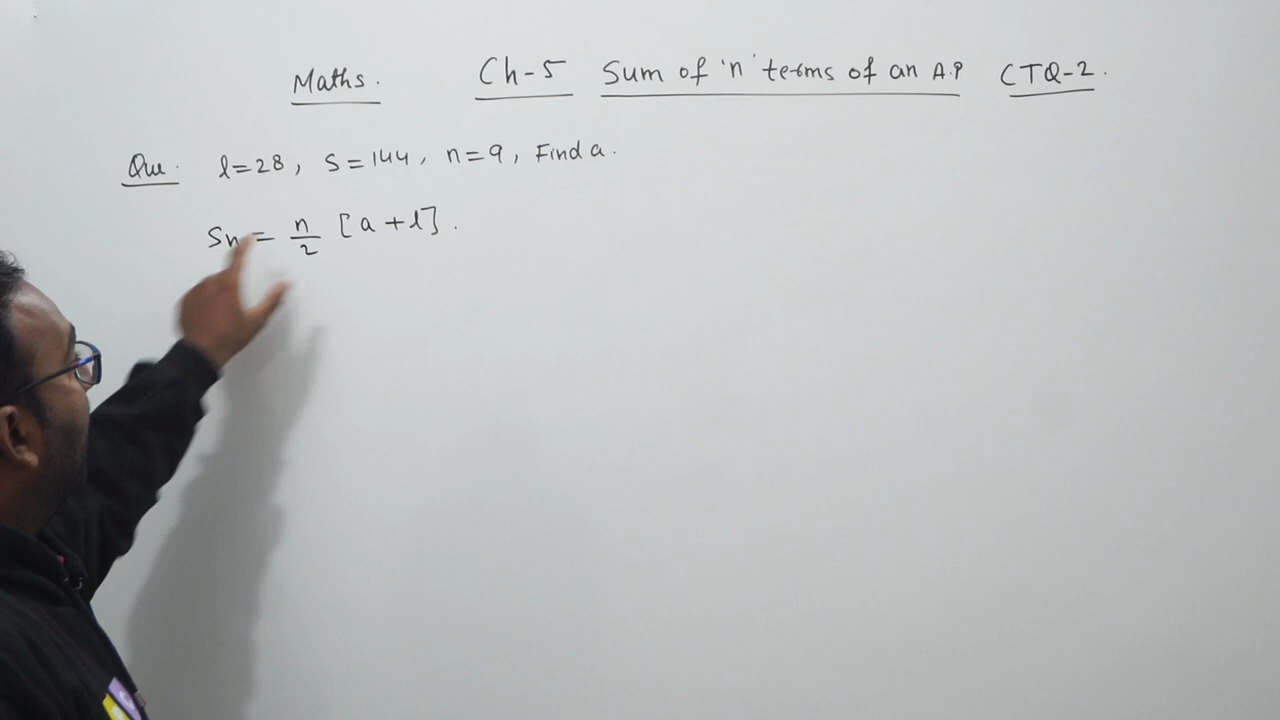 Maths. Ch-5 Sum of 'n' terms of an A.P CTQ-2.
Que. l=28, S=144, n=9, Find a.
Sn = n/2 [a+l].